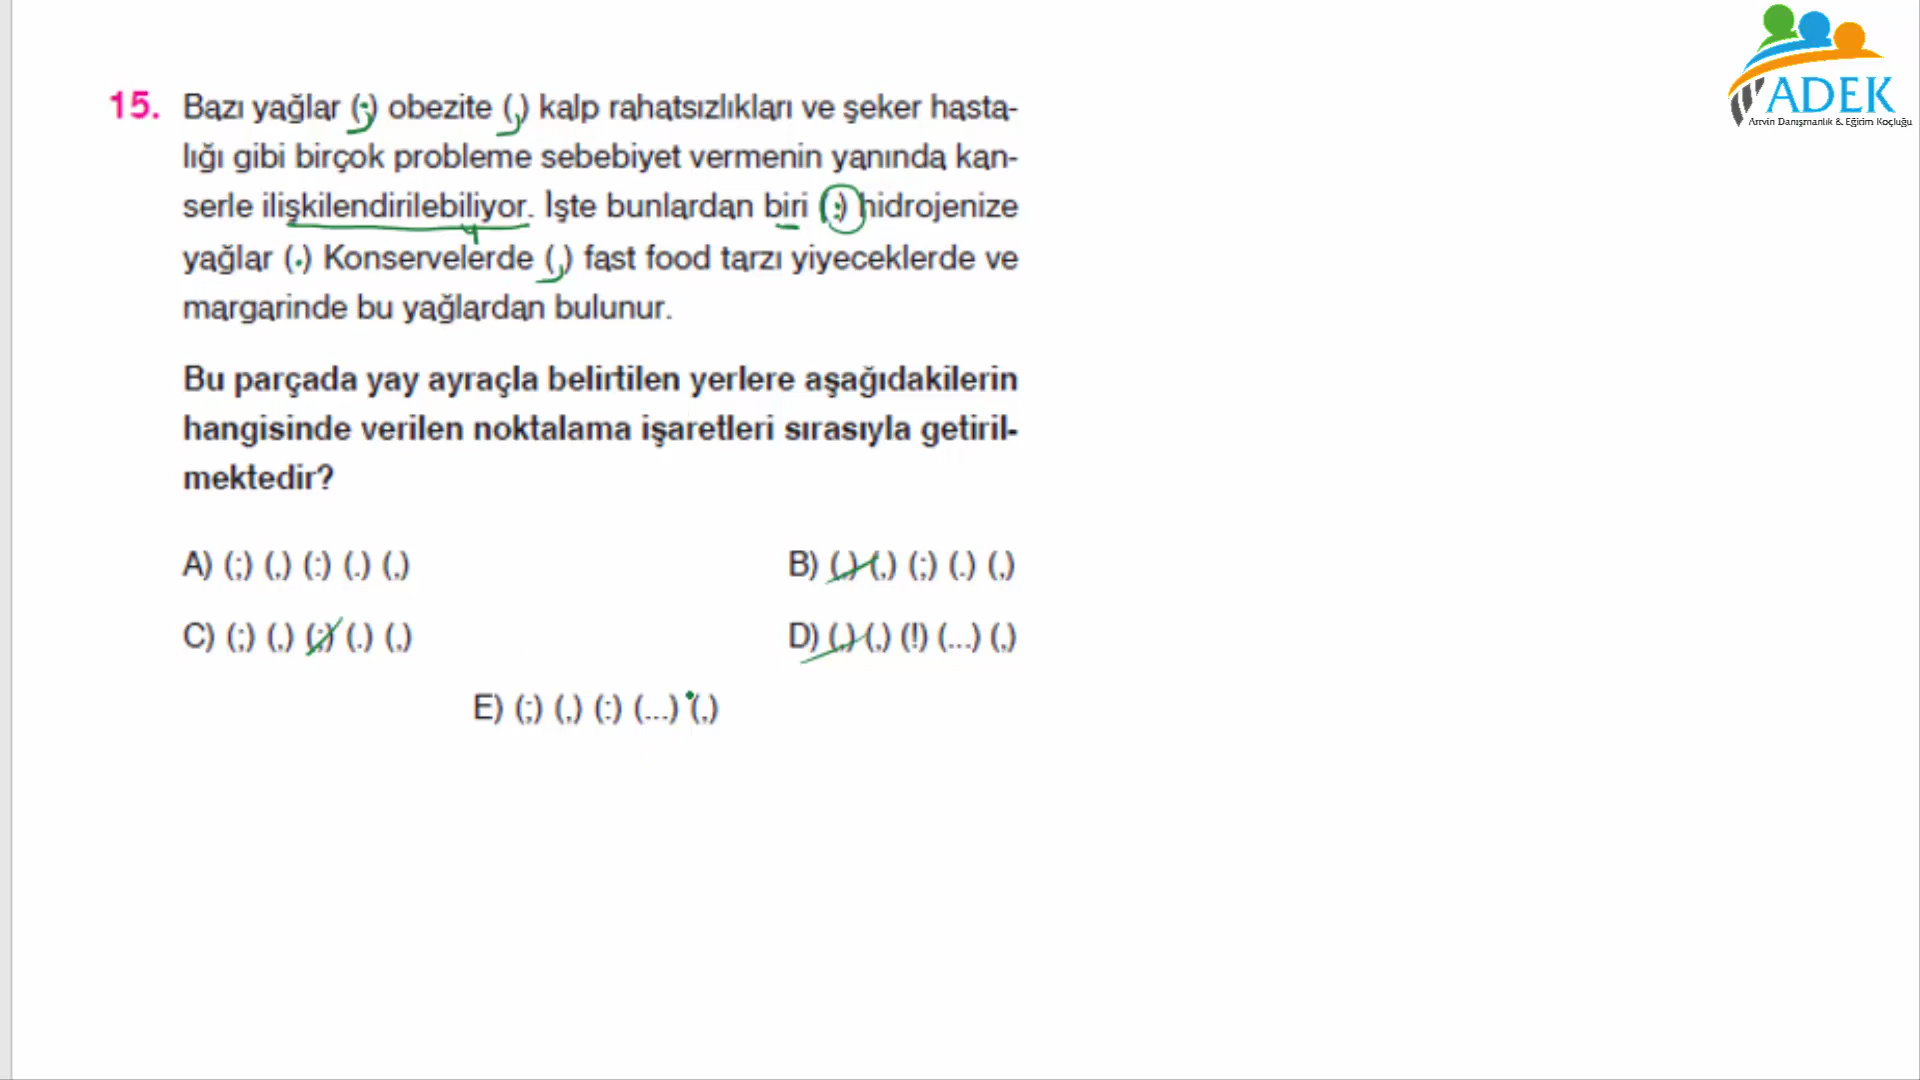 ADEK
Artvin Danışmanlık & Eğitim Koçluğu
15. Bazı yağlar (;) obezite (,) kalp rahatsızlıkları ve şeker hasta-
lığı gibi birçok probleme sebebiyet vermenin yanında kan-
serle ilişkilendirilebiliyor. İşte bunlardan biri (:) hidrojenize
yağlar (.) Konservelerde (,) fast food tarzı yiyeceklerde ve
margarinde bu yağlardan bulunur.
Bu parçada yay ayraçla belirtilen yerlere aşağıdakilerin
hangisinde verilen noktalama işaretleri sırasıyla getiril-
mektedir?
A) (;) (,) (:) (.) (,) B) (,) (,) (;) (.) (,)
C) (;) (,) (;) (.) (,) D) (,) (,) (!) (...) (,)
E) (;) (,) (:) (...) (,)